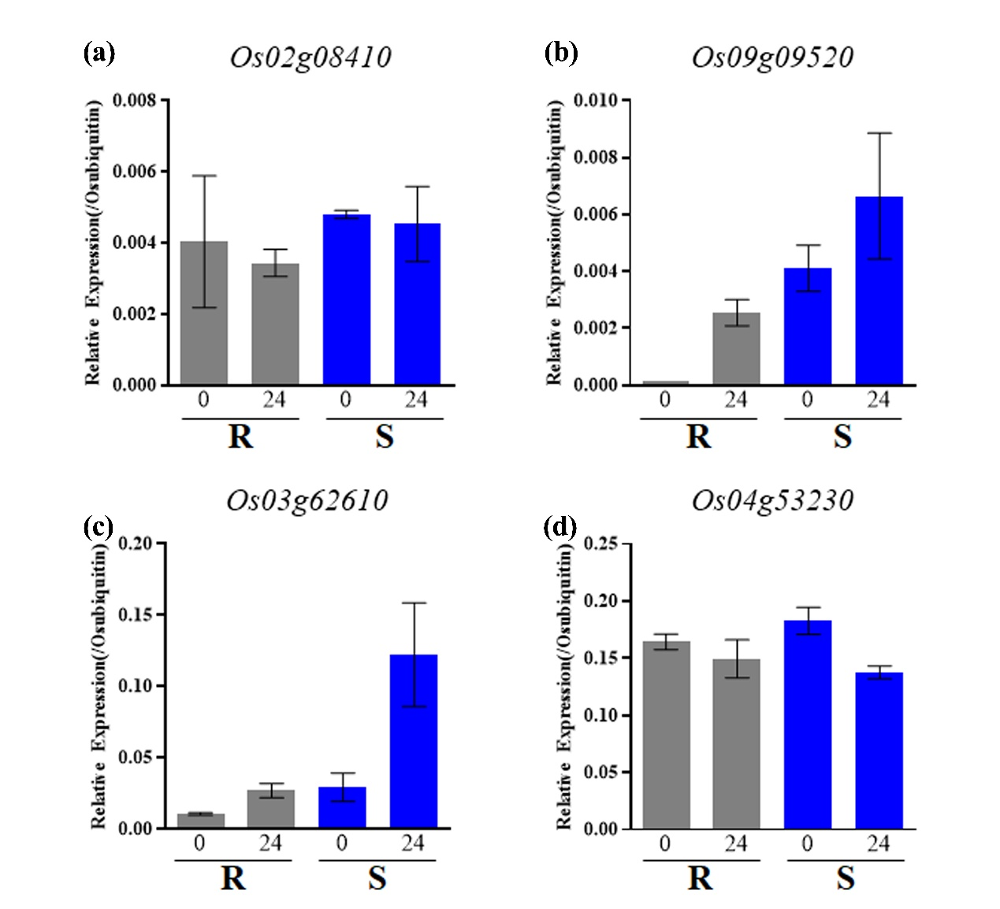 (a)
Os02g08410
Relative Expression(/Osubiquitin)
0.008
0.006
0.004
0.002
0.000
0 24 0 24
R S
(b)
Os09g09520
Relative Expression(/Osubiquitin)
0.010
0.008
0.006
0.004
0.002
0.000
0 24 0 24
R S
(c)
Os03g62610
Relative Expression(/Osubiquitin)
0.20
0.15
0.10
0.05
0.00
0 24 0 24
R S
(d)
Os04g53230
Relative Expression(/Osubiquitin)
0.25
0.20
0.15
0.10
0.05
0.00
0 24 0 24
R S